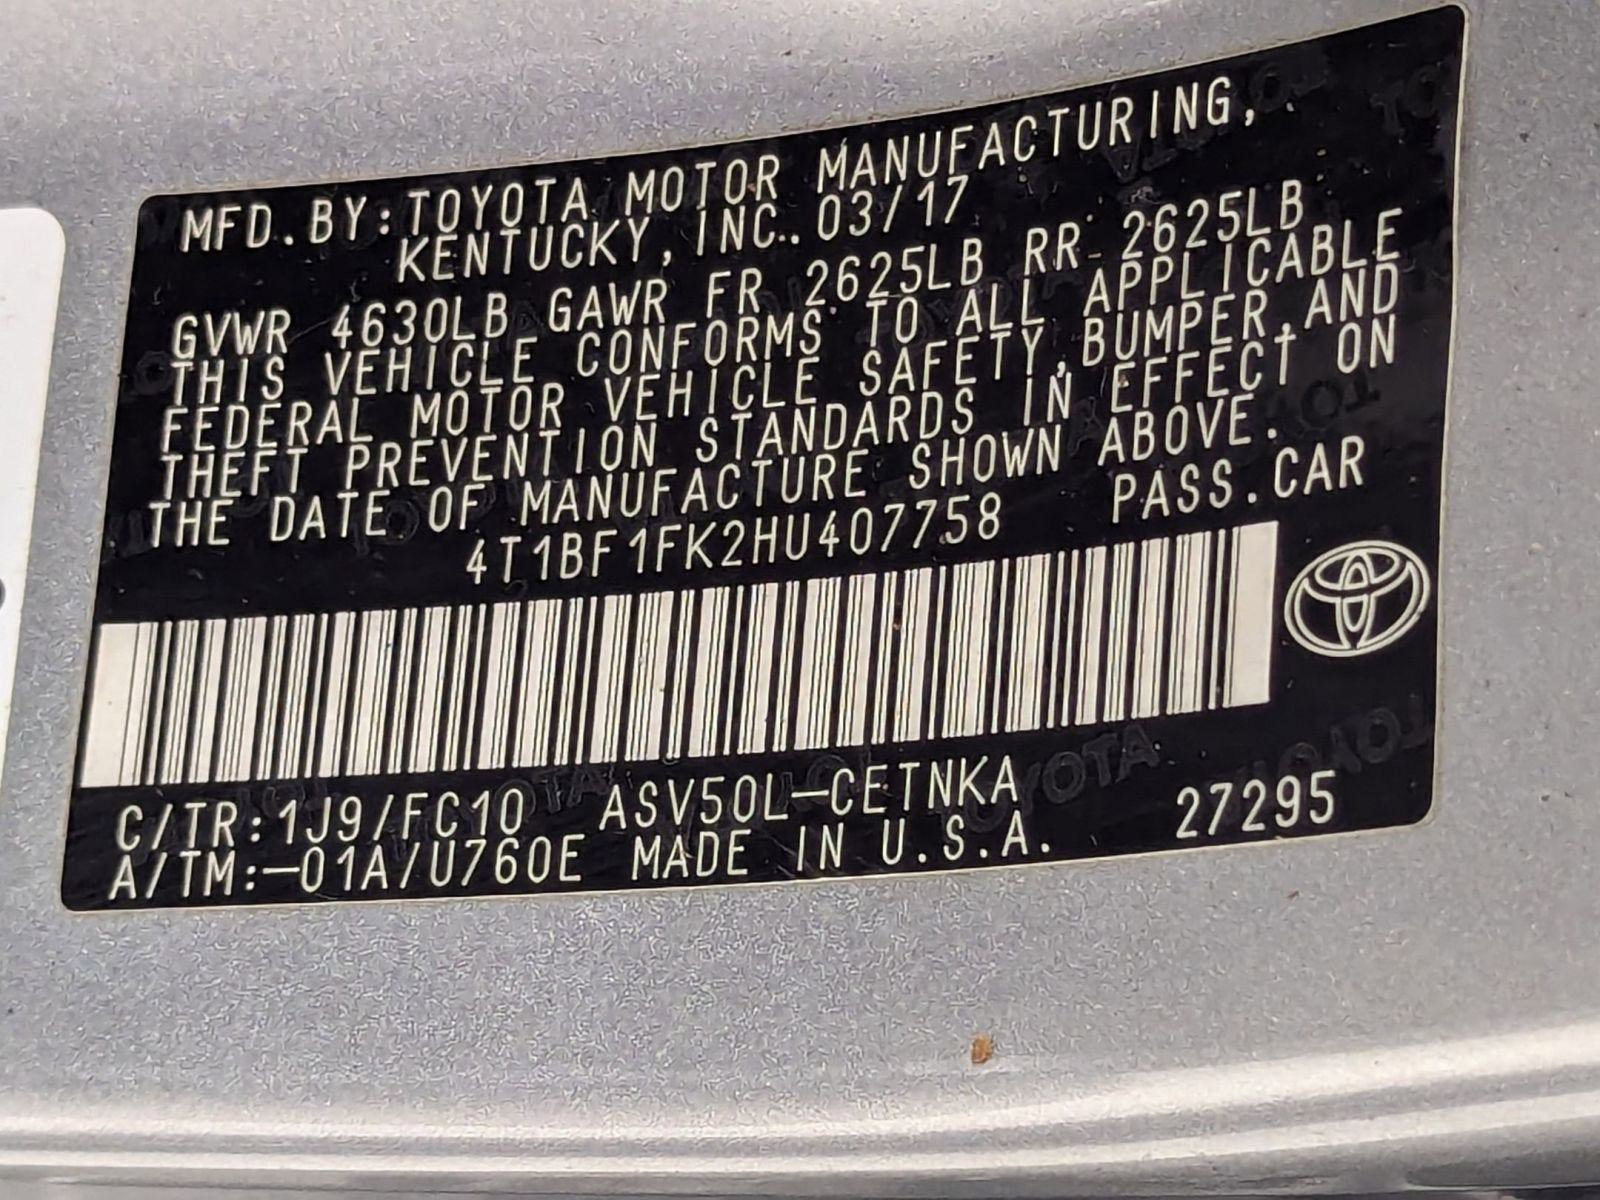 MFD. BY: TOYOTA MOTOR MANUFACTURING,
KENTUCKY, INC. 03/17
GVWR 4630LB GAWR FR 2625LB RR 2625LB
THIS VEHICLE CONFORMS TO ALL APPLICABLE
FEDERAL MOTOR VEHICLE SAFETY, BUMPER, AND
THEFT PREVENTION STANDARDS IN EFFECT ON
THE DATE OF MANUFACTURE SHOWN ABOVE.
4T1BF1FK2HU407758 PASS. CAR
C/TR: 1J9/FC10 ASV50L-CETNKA
A/TM:-01A/U760E MADE IN U.S.A. 27295